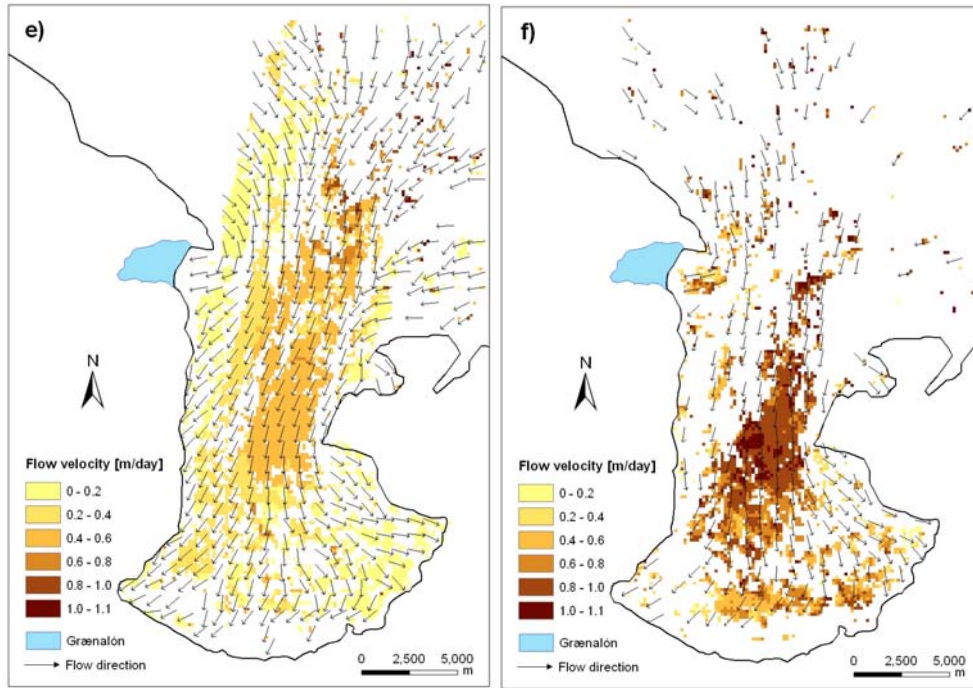 e)
N
Flow velocity [m/day]
0 - 0.2
0.2 - 0.4
0.4 - 0.6
0.6 - 0.8
0.8 - 1.0
1.0 - 1.1
Grænalón
Flow direction
0 2,500 5,000
m
f)
N
Flow velocity [m/day]
0 - 0.2
0.2 - 0.4
0.4 - 0.6
0.6 - 0.8
0.8 - 1.0
1.0 - 1.1
Grænalón
Flow direction
0 2,500 5,000
m